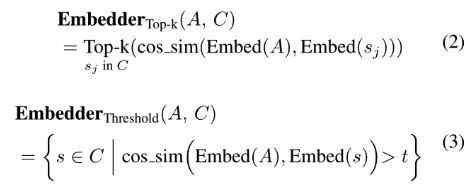 Embedder_Top-k(A, C)
= Top-k(cos_sim(Embed(A), Embed(s_j))) (2)
s_j in C
Embedder_Threshold(A, C)
= {s ∈ C | cos_sim(Embed(A), Embed(s)) > t} (3)